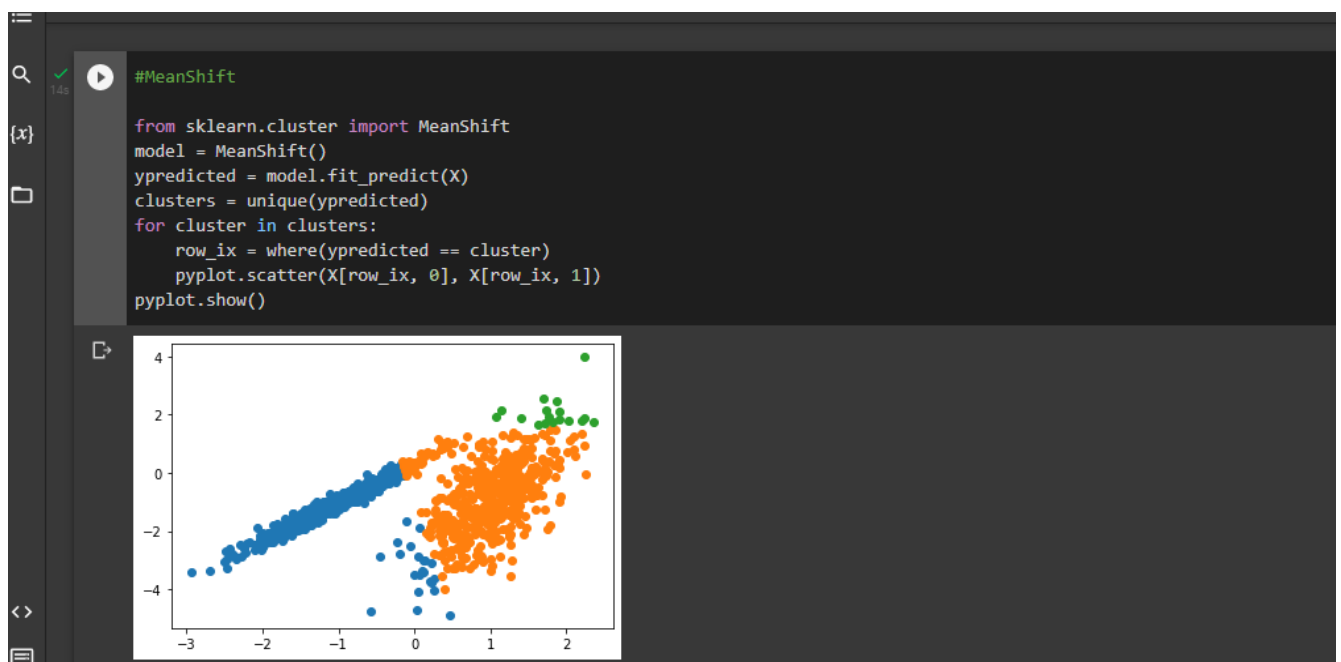 14s
#MeanShift
{x}
from sklearn.cluster import MeanShift
model = MeanShift()
ypredicted = model.fit_predict(X)
clusters = unique(ypredicted)
for cluster in clusters:
    row_ix = where(ypredicted == cluster)
    pyplot.scatter(X[row_ix, 0], X[row_ix, 1])
pyplot.show()
4
2
0
−2
−4
−3 −2 −1 0 1 2